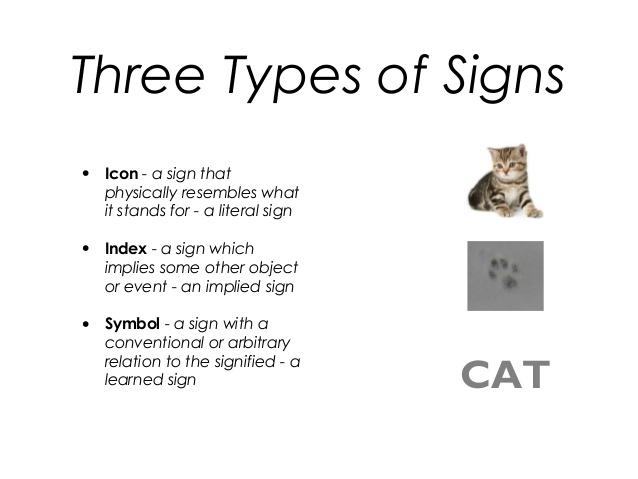 Three Types of Signs
• Icon - a sign that
physically resembles what
it stands for - a literal sign
• Index - a sign which
implies some other object
or event - an implied sign
• Symbol - a sign with a
conventional or arbitrary
relation to the signified - a
learned sign
CAT